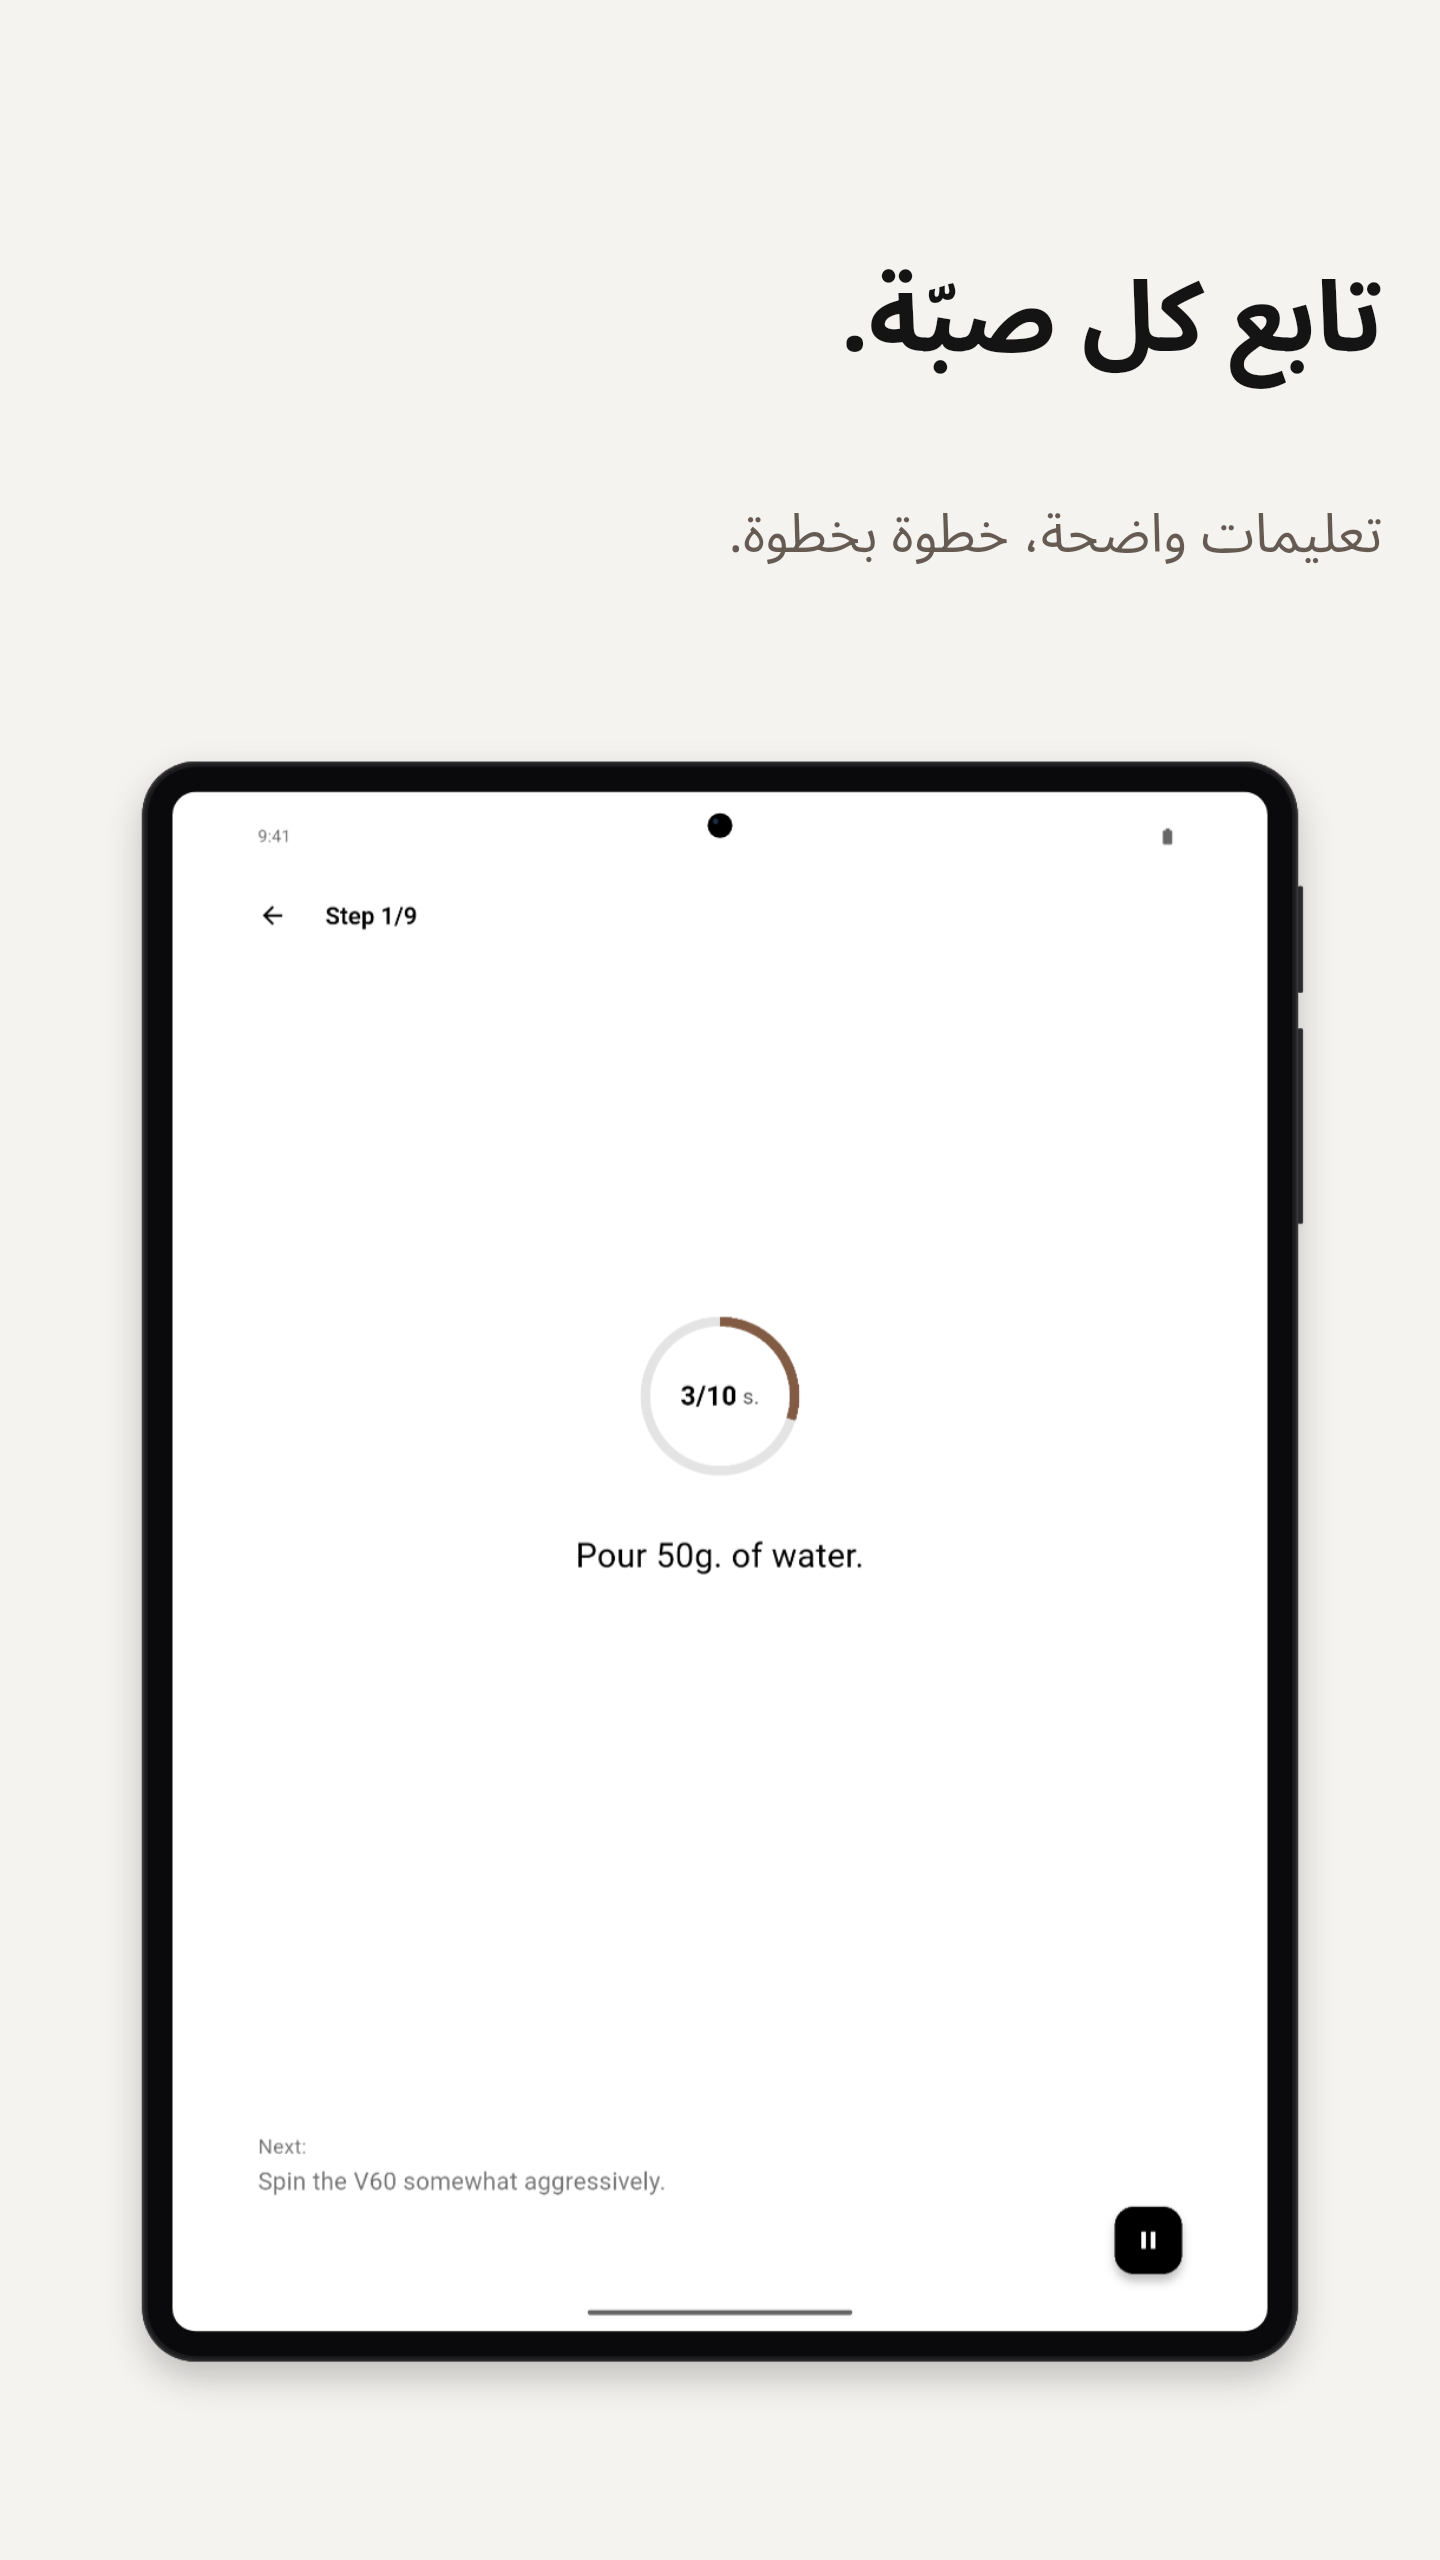 تابع كل صبّة.
تعليمات واضحة، خطوة بخطوة.
9:41
Step 1/9
3/10 s.
Pour 50g. of water.
Next:
Spin the V60 somewhat aggressively.